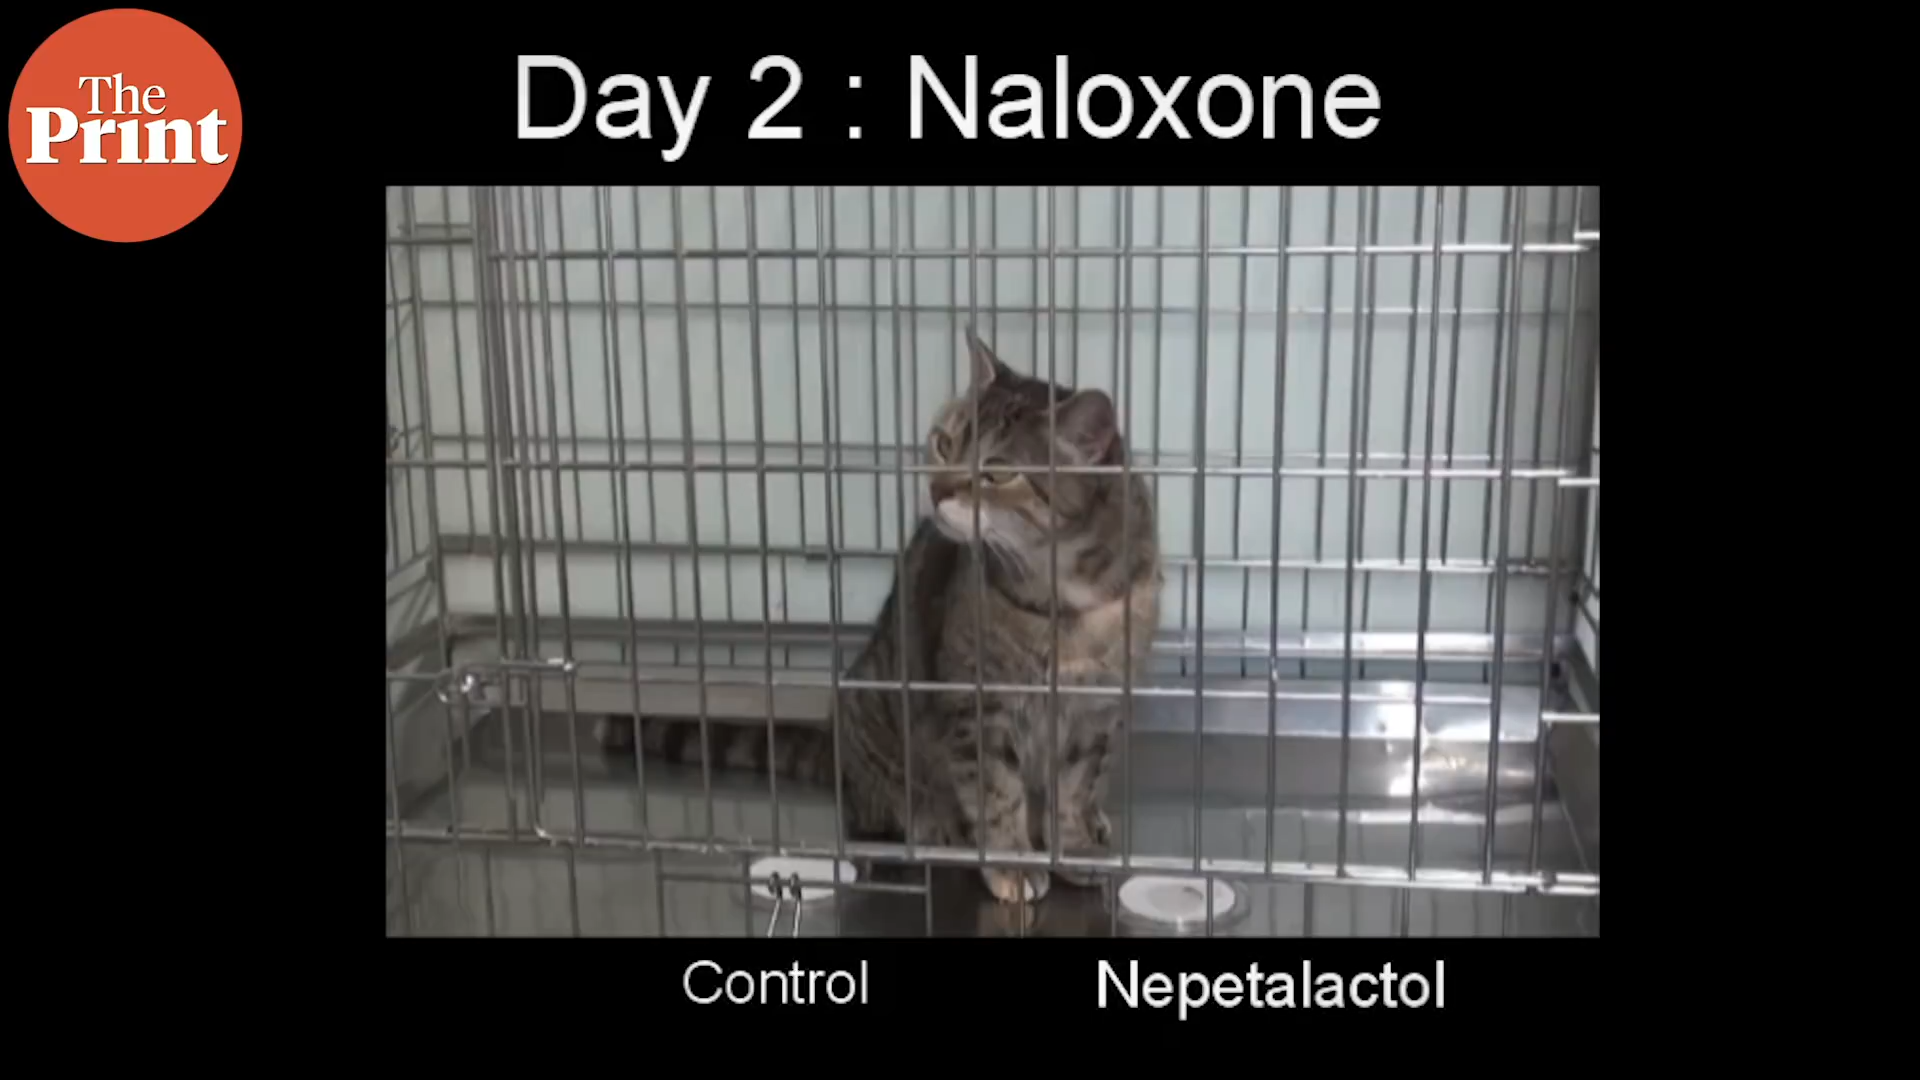 The
Print
Day 2 : Naloxone
Control
Nepetalactol